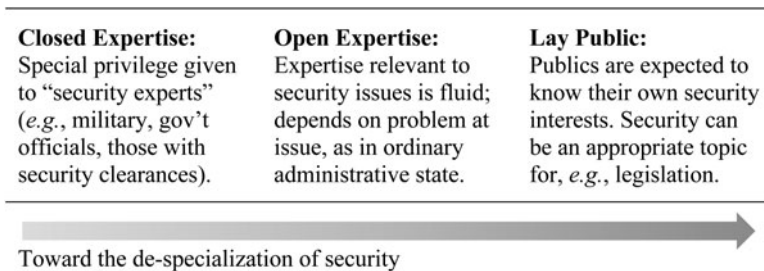 Closed Expertise:
Special privilege given
to “security experts”
(e.g., military, gov’t
officials, those with
security clearances).
Open Expertise:
Expertise relevant to
security issues is fluid;
depends on problem at
issue, as in ordinary
administrative state.
Lay Public:
Publics are expected to
know their own security
interests. Security can
be an appropriate topic
for, e.g., legislation.
Toward the de-specialization of security